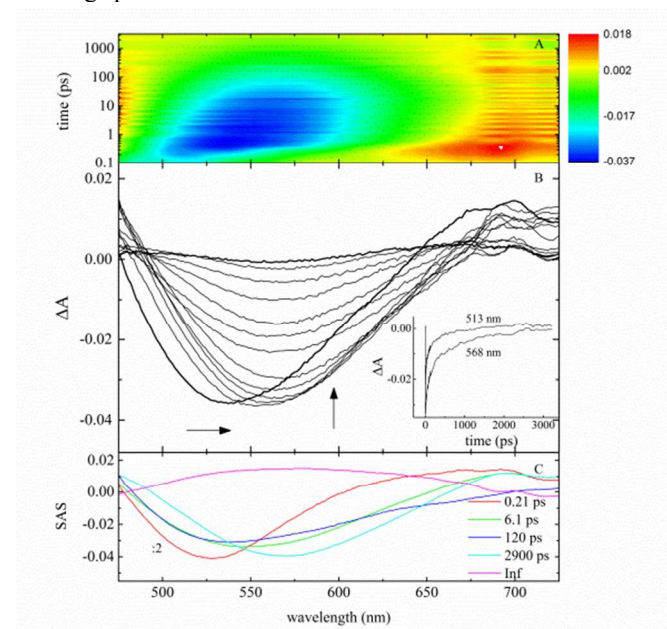 A
time (ps)
1000
100
10
1
0.1
0.018
0.002
-0.017
-0.037
B
ΔA
0.02
0.00
-0.02
-0.04
513 nm
568 nm
ΔA
0.00
-0.02
0 1000 2000 3000
time (ps)
C
SAS
0.02
0.00
-0.02
-0.04
:2
0.21 ps
6.1 ps
120 ps
2900 ps
Inf
500 550 600 650 700
wavelength (nm)